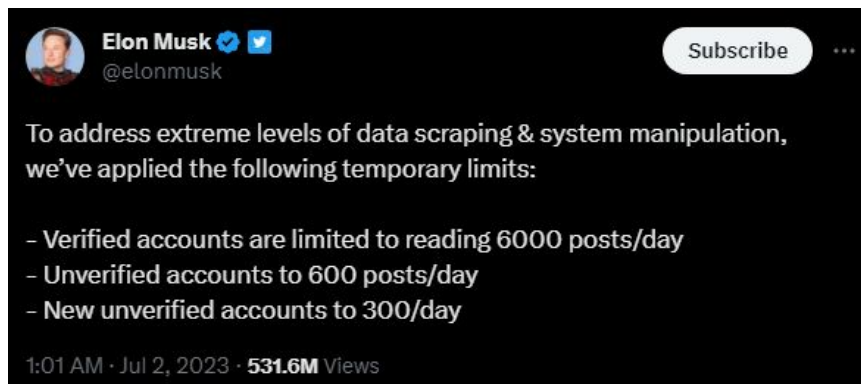 Elon Musk
@elonmusk
Subscribe
To address extreme levels of data scraping & system manipulation,
we’ve applied the following temporary limits:
- Verified accounts are limited to reading 6000 posts/day
- Unverified accounts to 600 posts/day
- New unverified accounts to 300/day
1:01 AM · Jul 2, 2023 · 531.6M Views